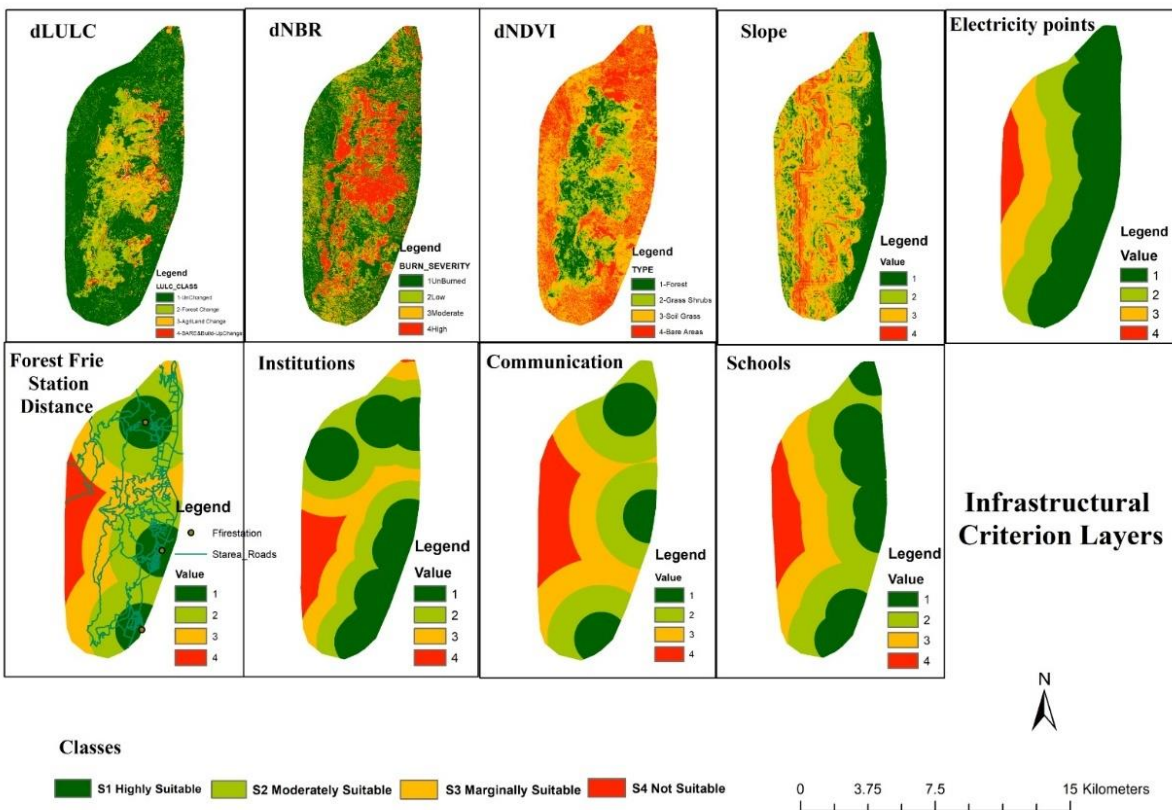 dLULC
Legend
LULC_CLASS
1-UnChanged
2-Forest Change
3-AgriLand Change
4-BARE&Build-UpChange
dNBR
Legend
BURN_SEVERITY
1UnBurned
2Low
3Moderate
4High
dNDVI
Legend
TYPE
1-Forest
2-Grass Shrubs
3-Soil Grass
4-Bare Areas
Slope
Legend
Value
1
2
3
4
Electricity points
Legend
Value
1
2
3
4
Forest Frie
Station
Distance
Legend
Ffirestation
Starea_Roads
Value
1
2
3
4
Institutions
Legend
Value
1
2
3
4
Communication
Legend
Value
1
2
3
4
Schools
Legend
Value
1
2
3
4
Infrastructural
Criterion Layers
N
Classes
S1 Highly Suitable S2 Moderately Suitable S3 Marginally Suitable S4 Not Suitable
0 3.75 7.5 15 Kilometers